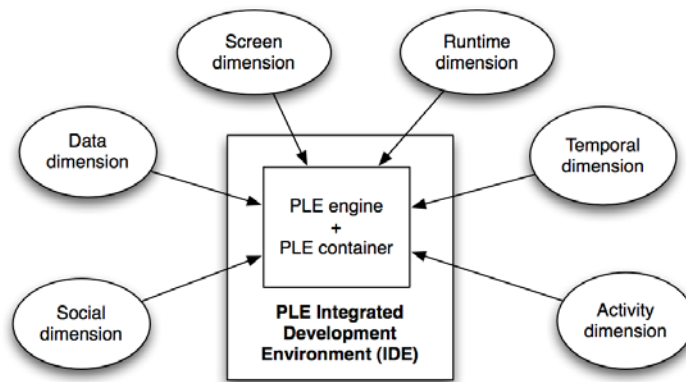 Screen
dimension
Runtime
dimension
Data
dimension
Temporal
dimension
PLE engine
+
PLE container
Social
dimension
PLE Integrated
Development
Environment (IDE)
Activity
dimension